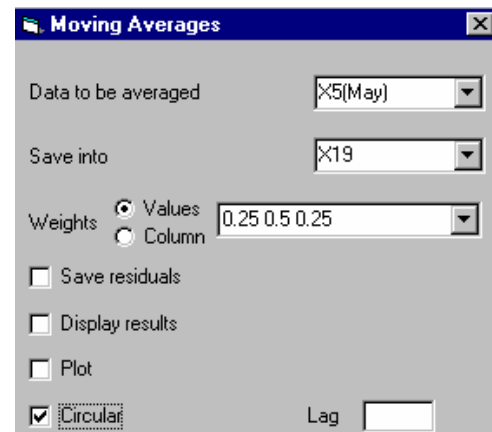 Moving Averages
Data to be averaged X5(May)
Save into X19
Weights Values 0.25 0.5 0.25
Column
Save residuals
Display results
Plot
Circular Lag